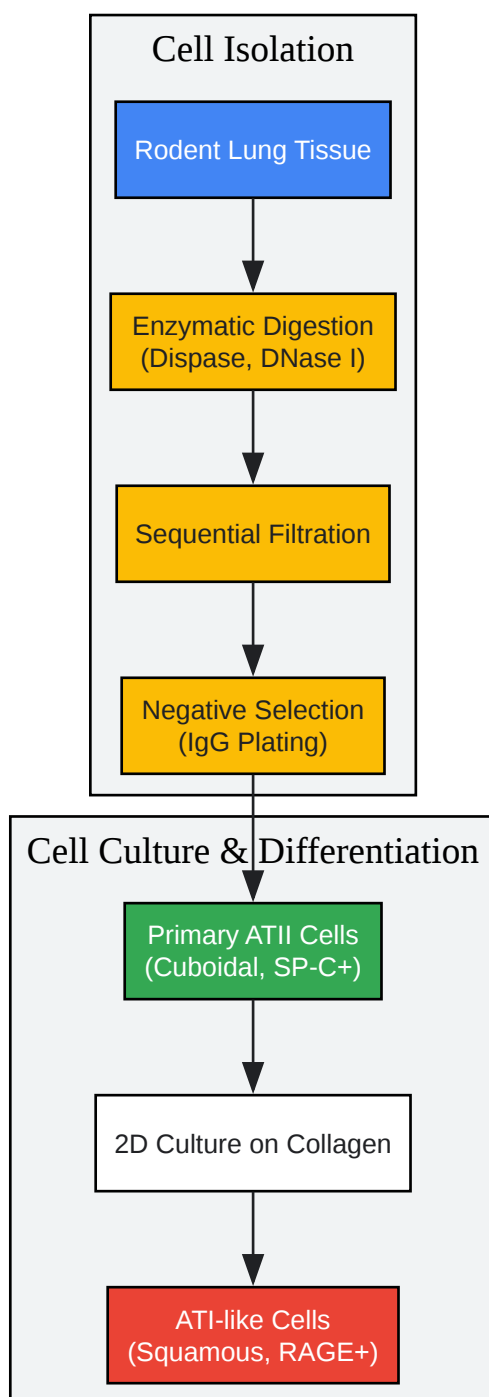 Cell Isolation
Rodent Lung Tissue
Enzymatic Digestion
(Dispase, DNase I)
Sequential Filtration
Negative Selection
(IgG Plating)
Cell Culture & Differentiation
Primary ATII Cells
(Cuboidal, SP-C+)
2D Culture on Collagen
ATI-like Cells
(Squamous, RAGE+)